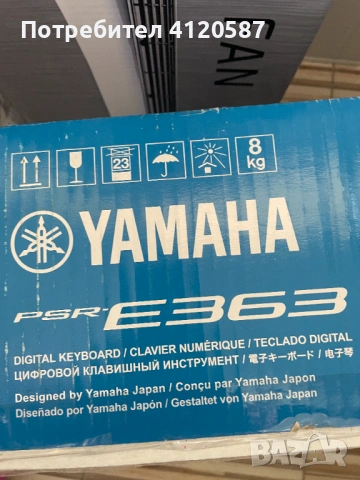 Потребител 4120587
CAN
23
8
kg
YAMAHA
PSR-E363
DIGITAL KEYBOARD / CLAVIER NUMÉRIQUE / TECLADO DIGITAL
ЦИФРОВОЙ КЛАВИШНЫЙ ИНСТРУМЕНТ / 電子キーボード / 电子琴
Designed by Yamaha Japan / Conçu par Yamaha Japon
Diseñado por Yamaha Japón / Gestaltet von Yamaha Japan
BAZAR